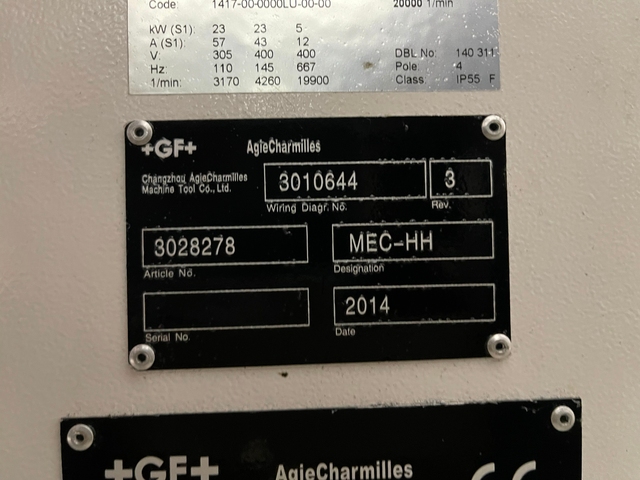 Code: 1417-00-0000LU-00-00 20000 1/min
kW (S1): 23 23 5
A (S1): 57 43 12
V: 305 400 400 DBL No: 140 311
Hz: 110 145 667 Pole: 4
1/min: 3170 4260 19900 Class: IP55 F
+GF+ AgieCharmilles
Changzhou AgieCharmilles
Machine Tool Co., Ltd.
3010644 3
Wiring Diagr. No. Rev.
3028278 MEC-HH
Article No. Designation
2014
Serial No. Date
+GF+ AgieCharmilles CE